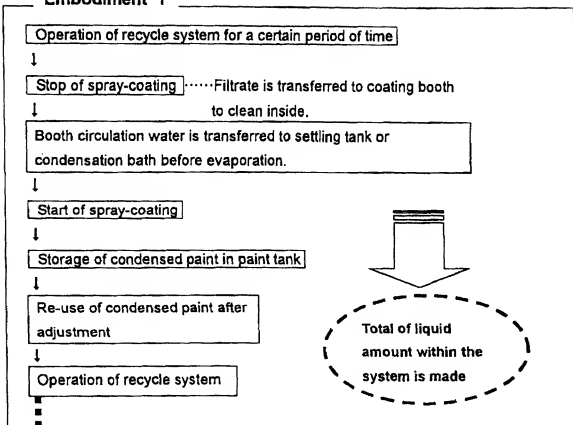 Embodiment 1
Operation of recycle system for a certain period of time
↓
Stop of spray-coating ······Filtrate is transferred to coating booth
to clean inside.
↓
Booth circulation water is transferred to settling tank or
condensation bath before evaporation.
↓
Start of spray-coating
↓
Storage of condensed paint in paint tank
↓
Re-use of condensed paint after
adjustment
↓
Operation of recycle system
Total of liquid
amount within the
system is made